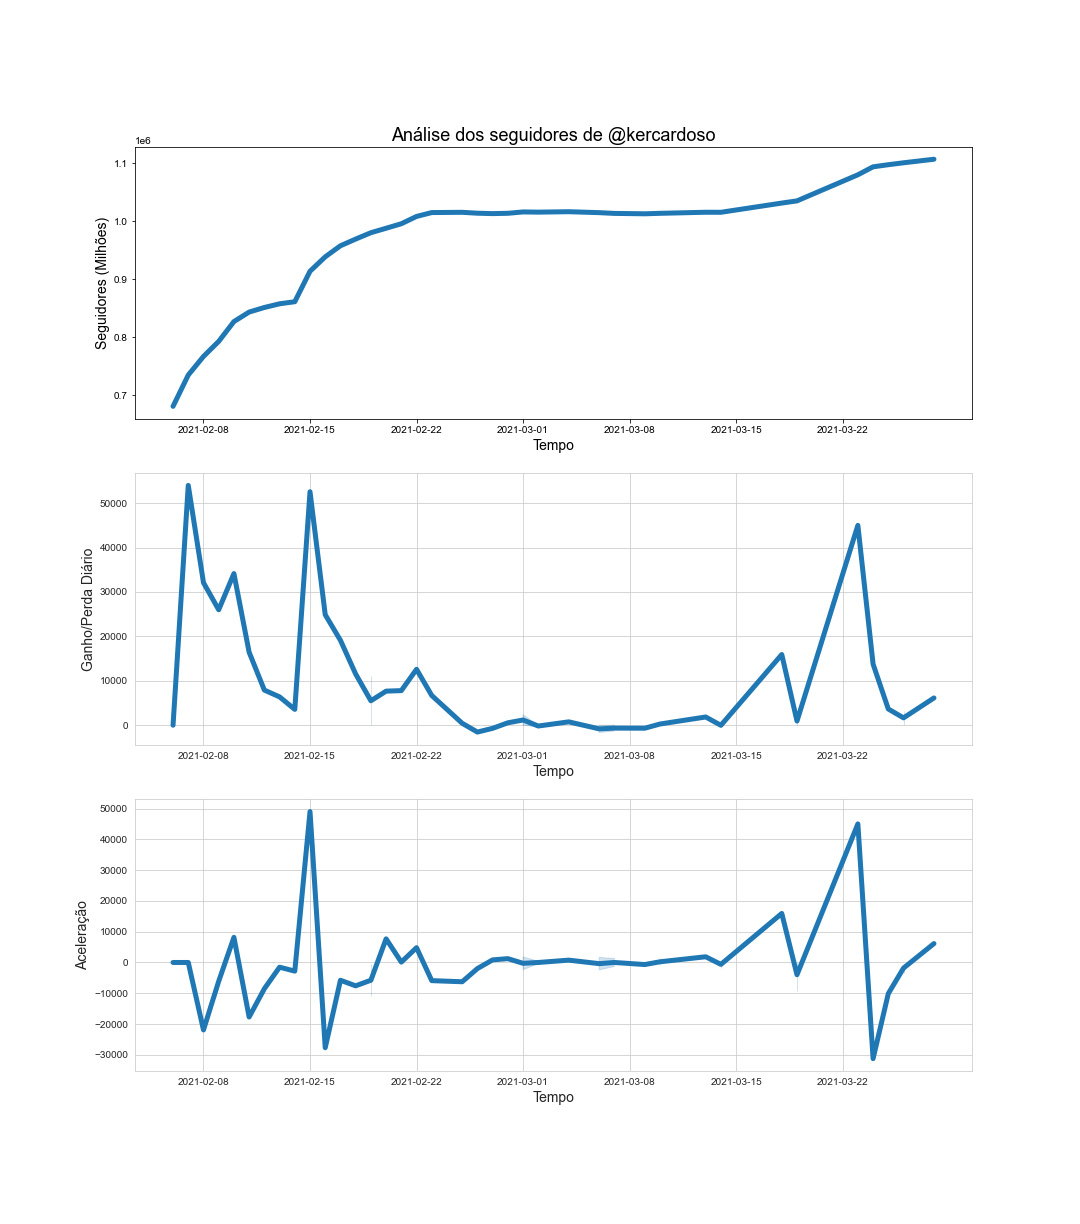 Análise dos seguidores de @kercardoso
1e6
1.1
1.0
0.9
0.8
0.7
Seguidores (Milhões)
2021-02-08 2021-02-15 2021-02-22 2021-03-01 2021-03-08 2021-03-15 2021-03-22
Tempo
50000
40000
30000
20000
10000
0
Ganho/Perda Diário
2021-02-08 2021-02-15 2021-02-22 2021-03-01 2021-03-08 2021-03-15 2021-03-22
Tempo
50000
40000
30000
20000
10000
0
−10000
−20000
−30000
Aceleração
2021-02-08 2021-02-15 2021-02-22 2021-03-01 2021-03-08 2021-03-15 2021-03-22
Tempo